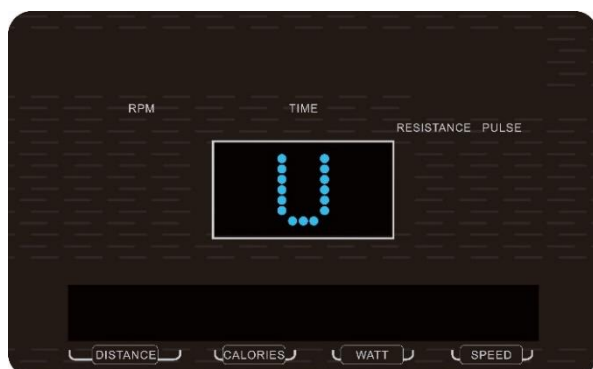 RPM TIME
RESISTANCE PULSE
U
DISTANCE CALORIES WATT SPEED